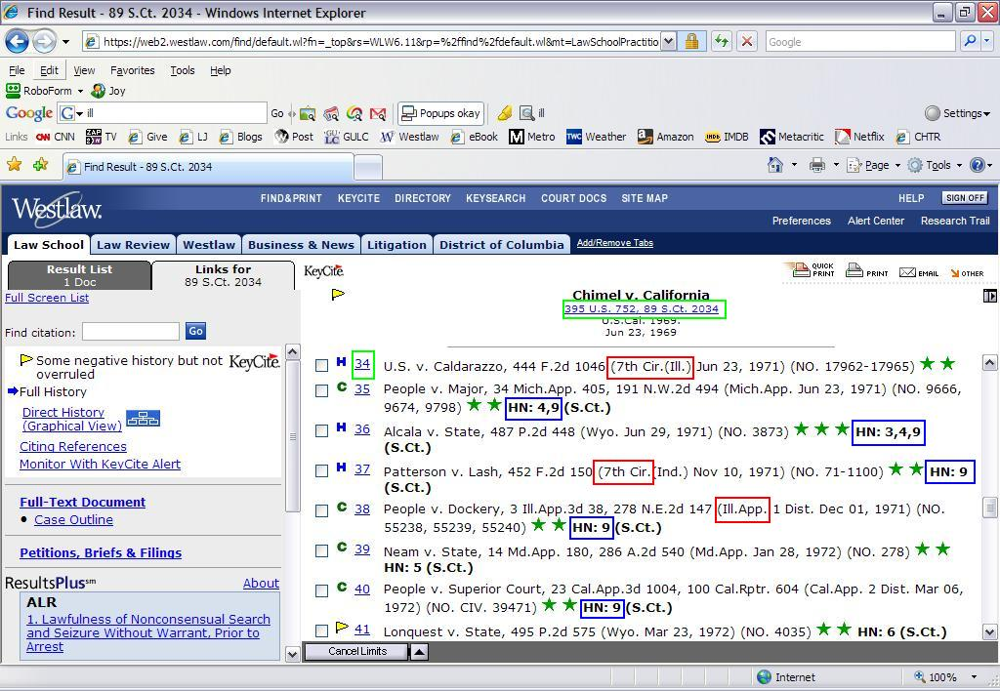 Find Result - 89 S.Ct. 2034 - Windows Internet Explorer
https://web2.westlaw.com/find/default.wl?fn=_top&rs=WLW6.11&rp=%2ffind%2fdefault.wl&mt=LawSchoolPractitio
Google
File Edit View Favorites Tools Help
RoboForm Joy
Google G ill Go Popups okay ill Settings
Links CNN TV Give LJ Blogs Post GULC Westlaw eBook Metro Weather Amazon IMDB Metacritic Netflix CHTR
Find Result - 89 S.Ct. 2034 Page Tools
Westlaw. FIND&PRINT KEYCITE DIRECTORY KEYSEARCH COURT DOCS SITE MAP HELP SIGN OFF
Preferences Alert Center Research Trail
Law School Law Review Westlaw Business & News Litigation District of Columbia Add/Remove Tabs
Result List
1 Doc
Links for
89 S.Ct. 2034
KeyCite.
QUICK PRINT PRINT EMAIL OTHER
Full Screen List
Find citation: Go
Some negative history but not overruled
KeyCite.
Full History
Direct History
(Graphical View)
Citing References
Monitor With KeyCite Alert
Full-Text Document
• Case Outline
Petitions, Briefs & Filings
ResultsPlus℠ About
ALR
1. Lawfulness of Nonconsensual Search
and Seizure Without Warrant, Prior to
Arrest
Chimel v. California
395 U.S. 752, 89 S.Ct. 2034
U.S.Cal. 1969.
Jun 23, 1969
H 34 U.S. v. Caldarazzo, 444 F.2d 1046 (7th Cir.(Ill.) Jun 23, 1971) (NO. 17962-17965) ★ ★
C 35 People v. Major, 34 Mich.App. 405, 191 N.W.2d 494 (Mich.App. Jun 23, 1971) (NO. 9666,
9674, 9798) ★ ★ HN: 4,9 (S.Ct.)
H 36 Alcala v. State, 487 P.2d 448 (Wyo. Jun 29, 1971) (NO. 3873) ★ ★ ★ HN: 3,4,9
(S.Ct.)
H 37 Patterson v. Lash, 452 F.2d 150 (7th Cir.(Ind.) Nov 10, 1971) (NO. 71-1100) ★ ★ HN: 9
(S.Ct.)
C 38 People v. Dockery, 3 Ill.App.3d 38, 278 N.E.2d 147 (Ill.App. 1 Dist. Dec 01, 1971) (NO.
55238, 55239, 55240) ★ ★ HN: 9 (S.Ct.)
C 39 Neam v. State, 14 Md.App. 180, 286 A.2d 540 (Md.App. Jan 28, 1972) (NO. 278) ★ ★
HN: 5 (S.Ct.)
C 40 People v. Superior Court, 23 Cal.App.3d 1004, 100 Cal.Rptr. 604 (Cal.App. 2 Dist. Mar 06,
1972) (NO. CIV. 39471) ★ ★ HN: 9 (S.Ct.)
41 Lonquest v. State, 495 P.2d 575 (Wyo. Mar 23, 1972) (NO. 4035) ★ ★ HN: 6 (S.Ct.)
Cancel Limits
Internet 100%